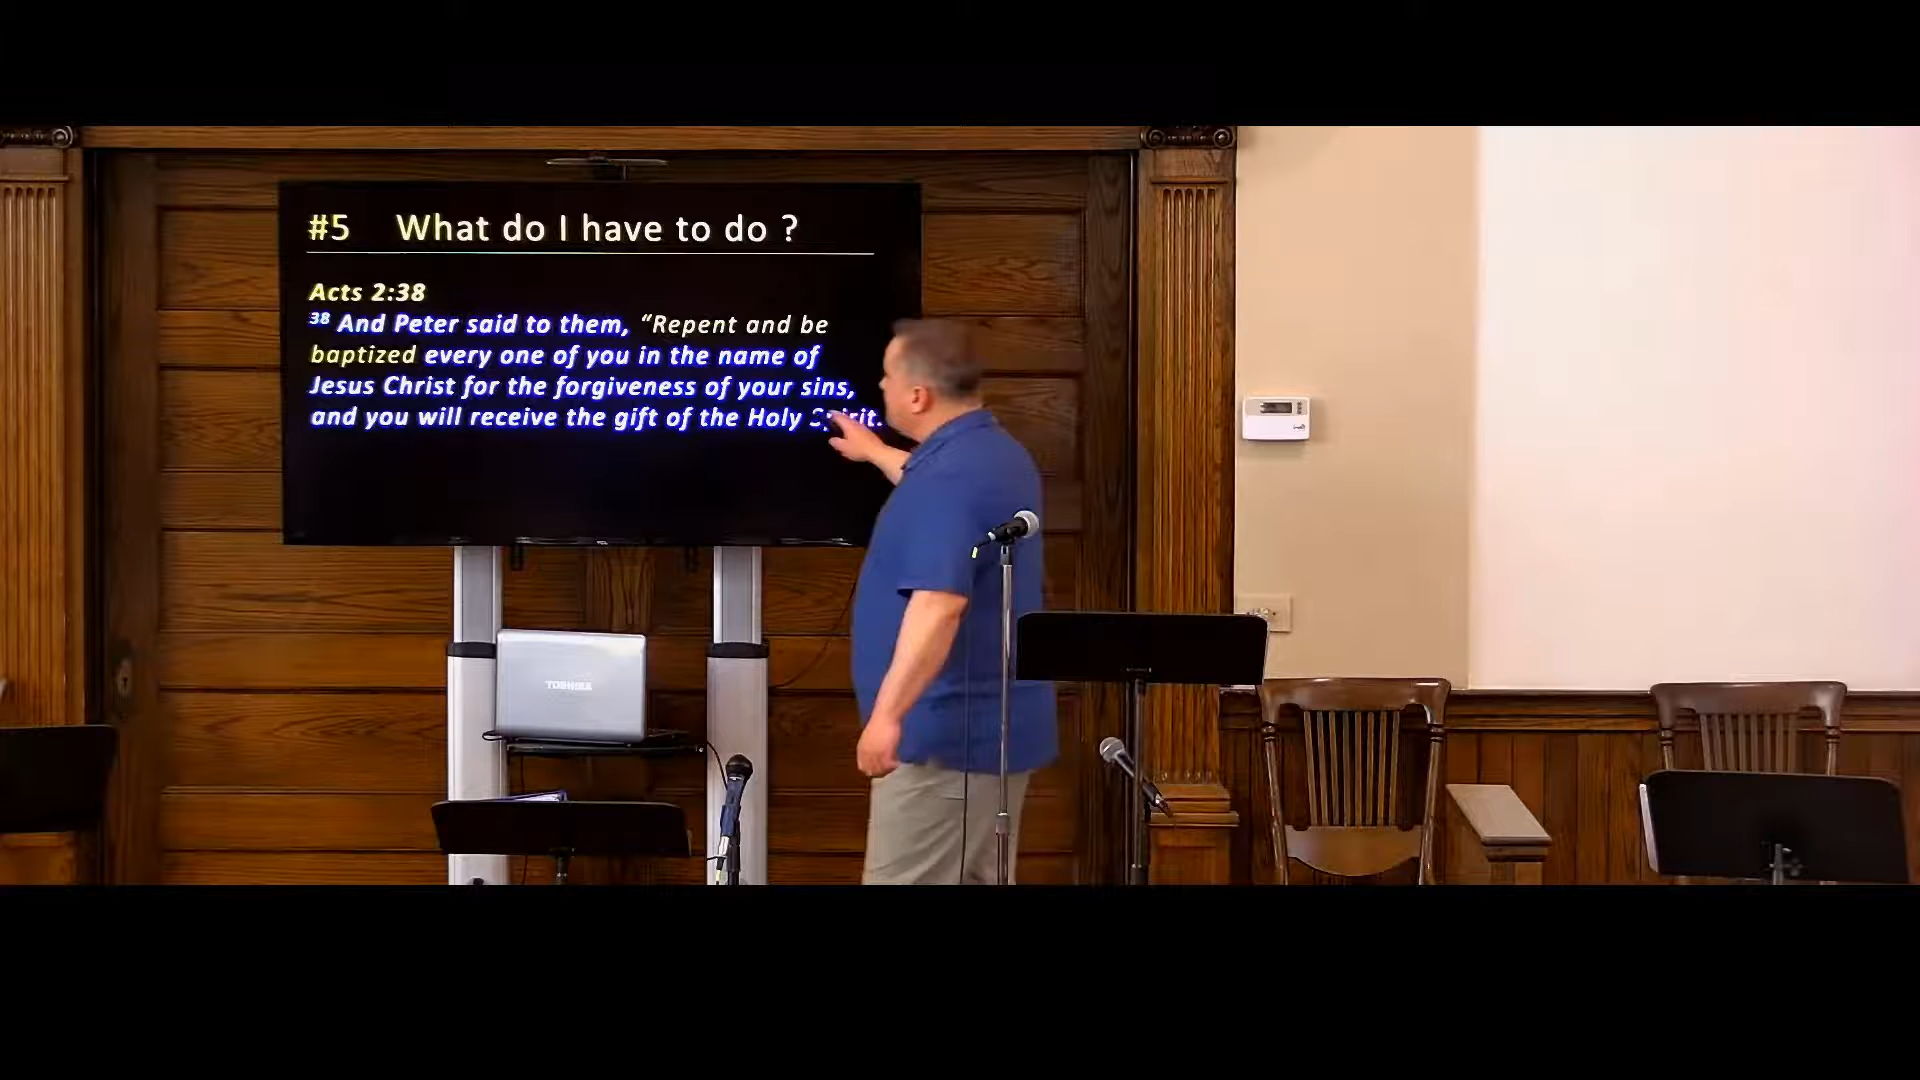 #5 What do I have to do ?
Acts 2:38
38 And Peter said to them, “Repent and be
baptized every one of you in the name of
Jesus Christ for the forgiveness of your sins,
and you will receive the gift of the Holy Spirit.
TOSHIBA